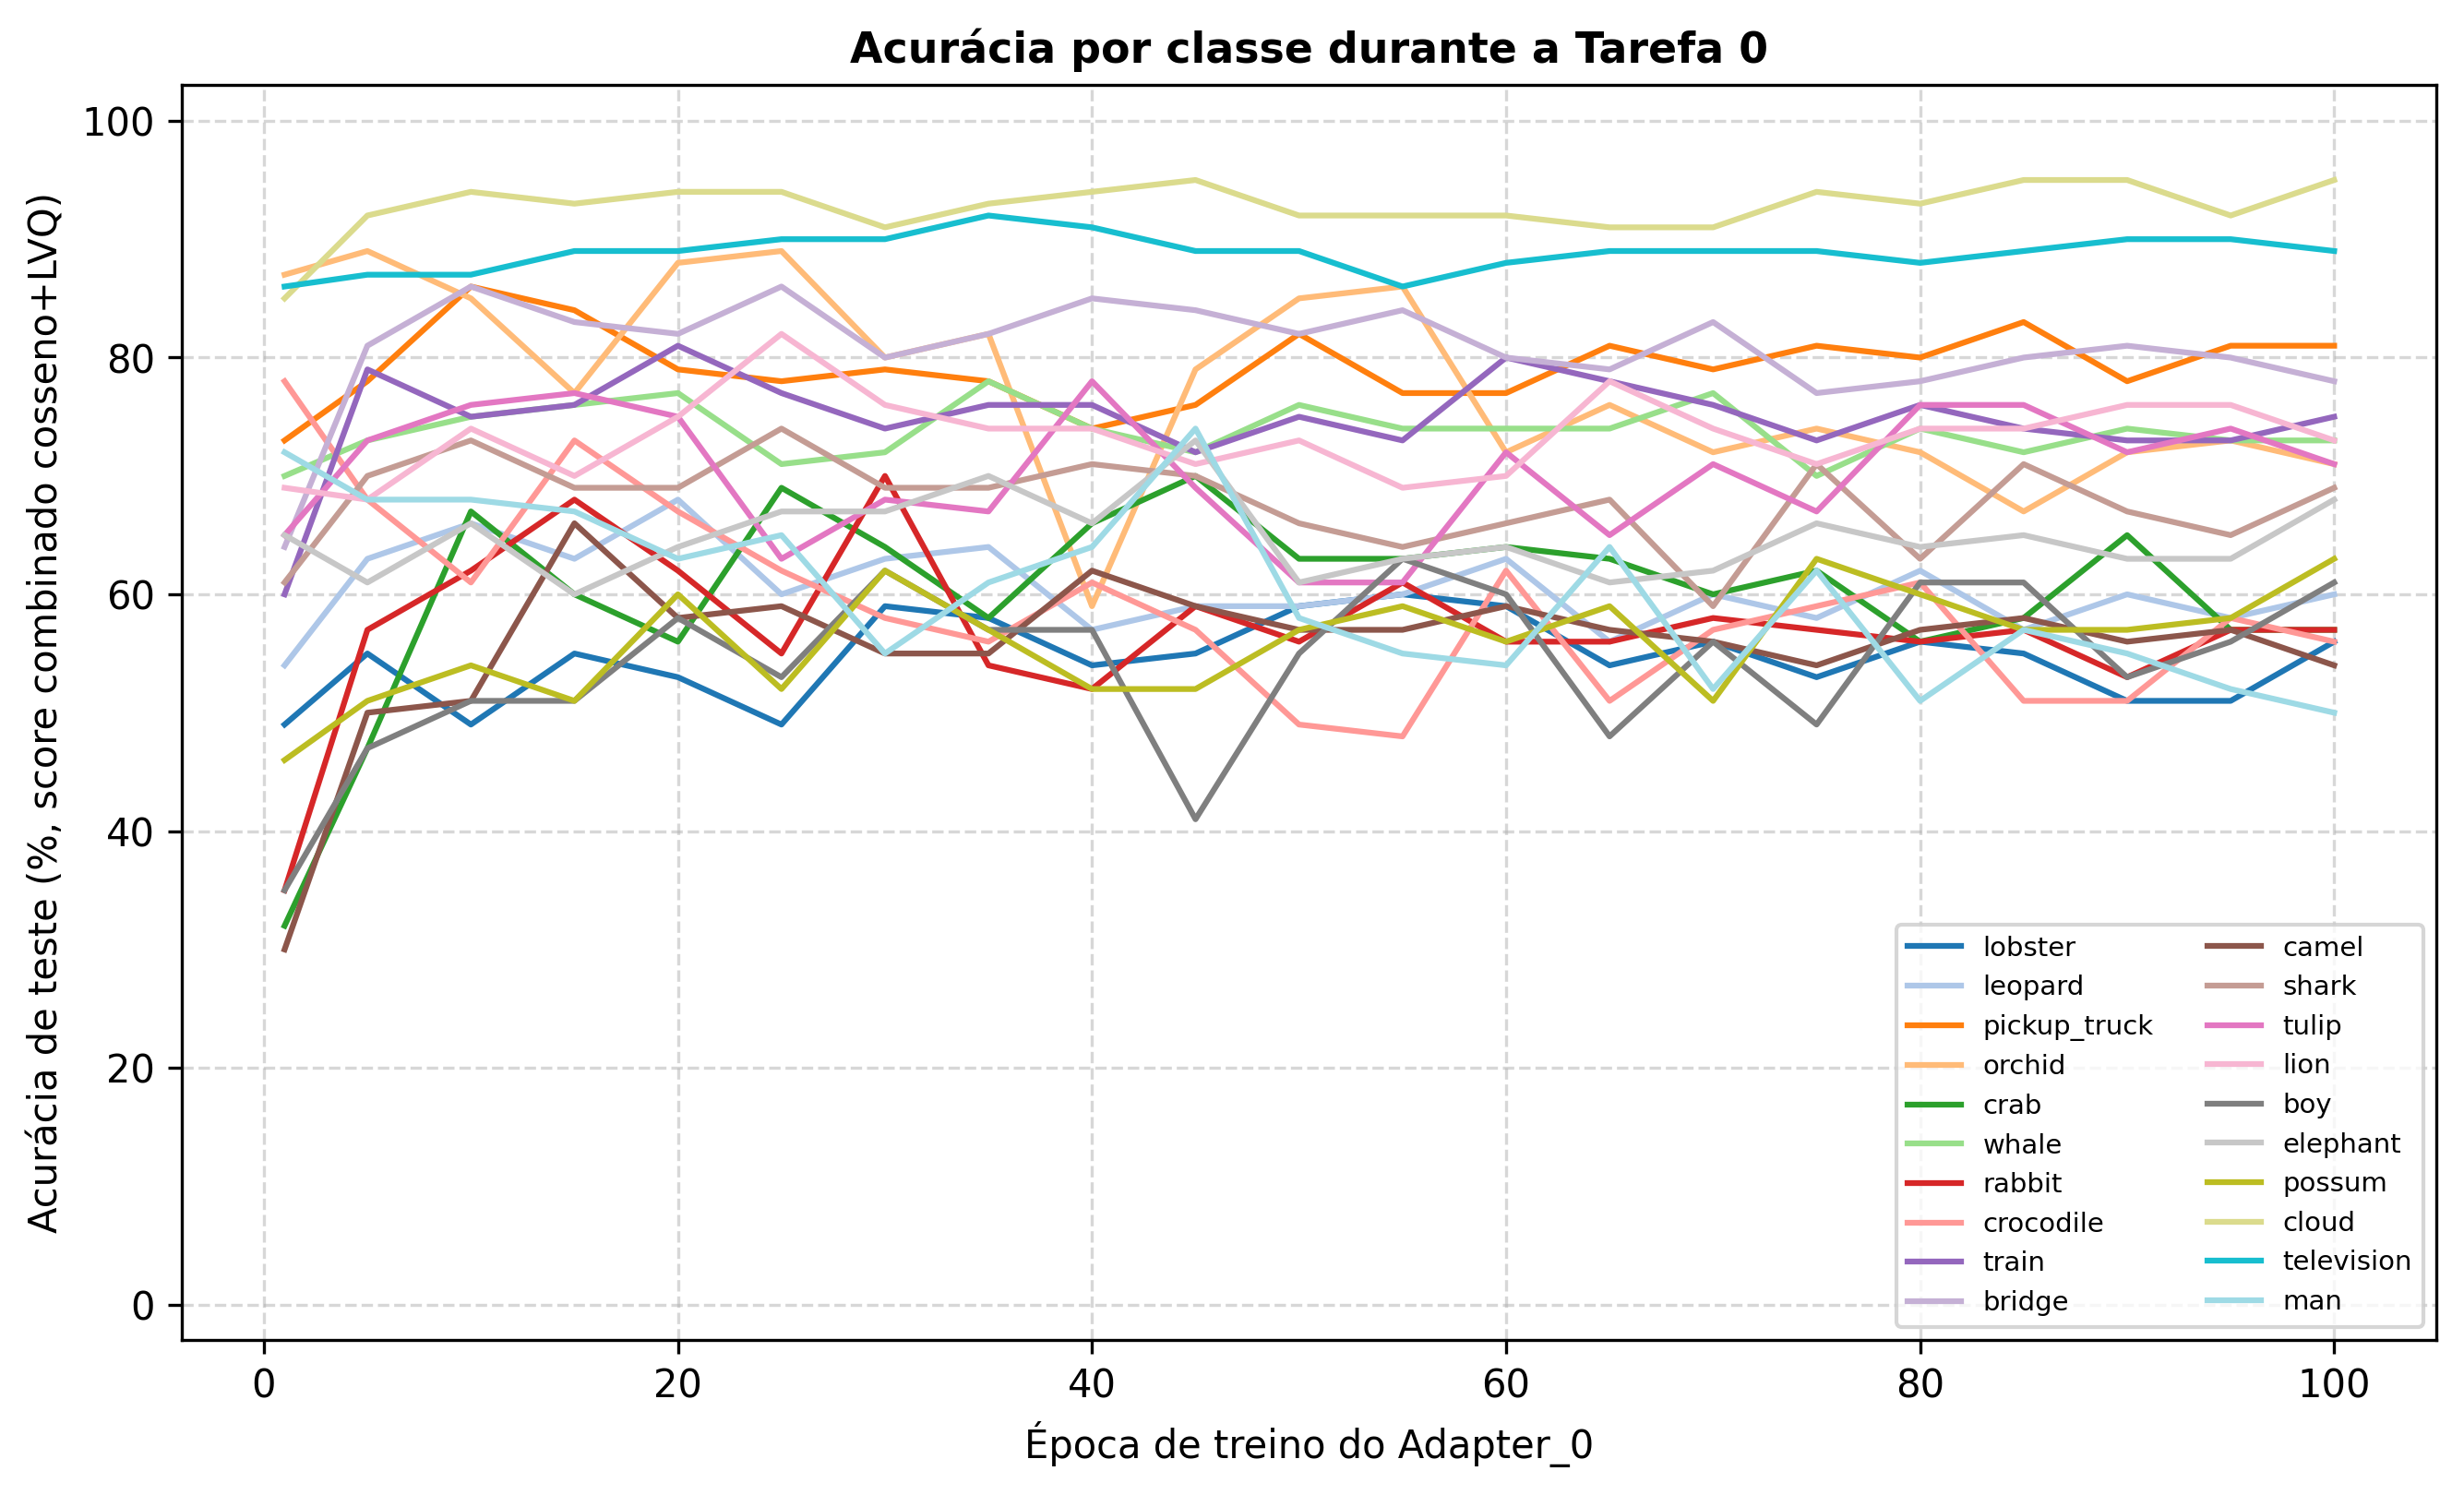 Acurácia por classe durante a Tarefa 0
Acurácia de teste (%, score combinado cosseno+LVQ)
100
80
60
40
20
0
0 20 40 60 80 100
Época de treino do Adapter_0
lobster
leopard
pickup_truck
orchid
crab
whale
rabbit
crocodile
train
bridge
camel
shark
tulip
lion
boy
elephant
possum
cloud
television
man